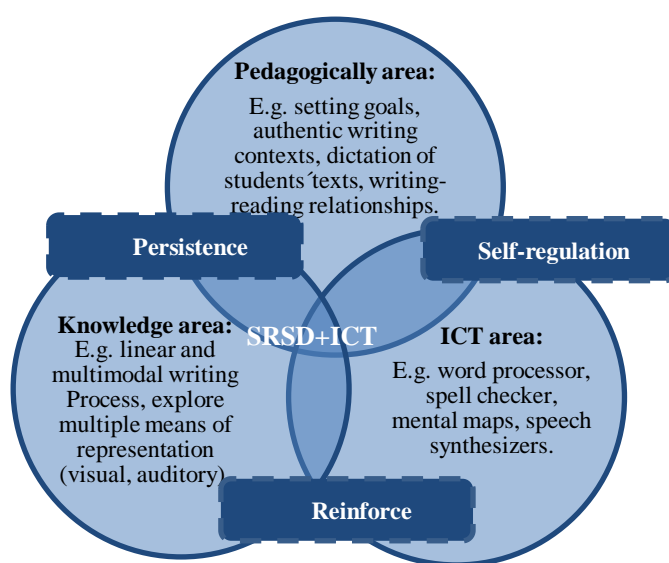 Pedagogically area:
E.g. setting goals,
authentic writing
contexts, dictation of
students´texts, writing-
reading relationships.
Persistence
Self-regulation
Knowledge area:
E.g. linear and
multimodal writing
Process, explore
multiple means of
representation
(visual, auditory)
SRSD+ICT
ICT area:
E.g. word processor,
spell checker,
mental maps, speech
synthesizers.
Reinforce